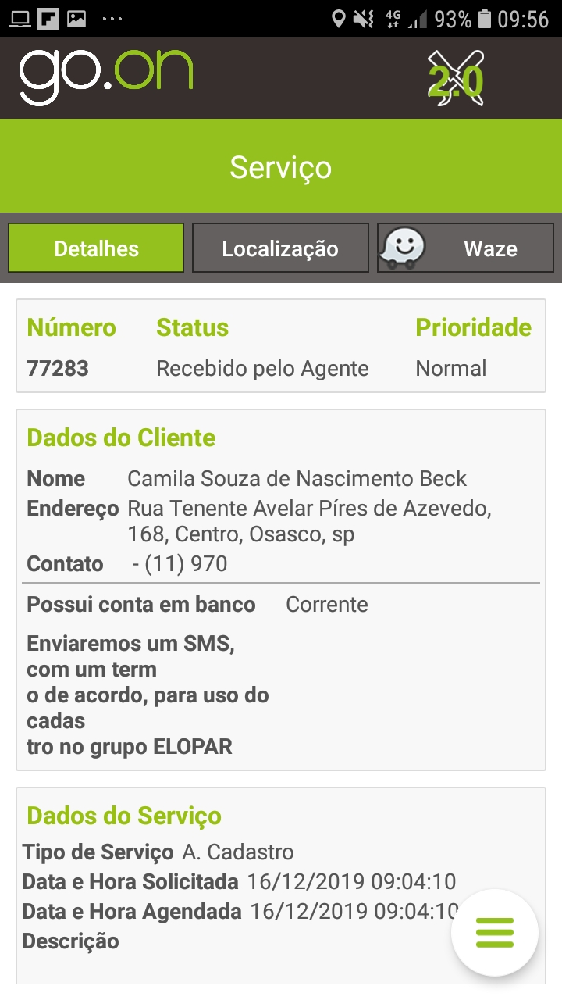 4G 93% 09:56
go.on 2.0
Serviço
Detalhes Localização Waze
Número Status Prioridade
77283 Recebido pelo Agente Normal
Dados do Cliente
Nome Camila Souza de Nascimento Beck
Endereço Rua Tenente Avelar Píres de Azevedo,
168, Centro, Osasco, sp
Contato - (11) 970
Possui conta em banco Corrente
Enviaremos um SMS,
com um term
o de acordo, para uso do
cadas
tro no grupo ELOPAR
Dados do Serviço
Tipo de Serviço A. Cadastro
Data e Hora Solicitada 16/12/2019 09:04:10
Data e Hora Agendada 16/12/2019 09:04:10
Descrição